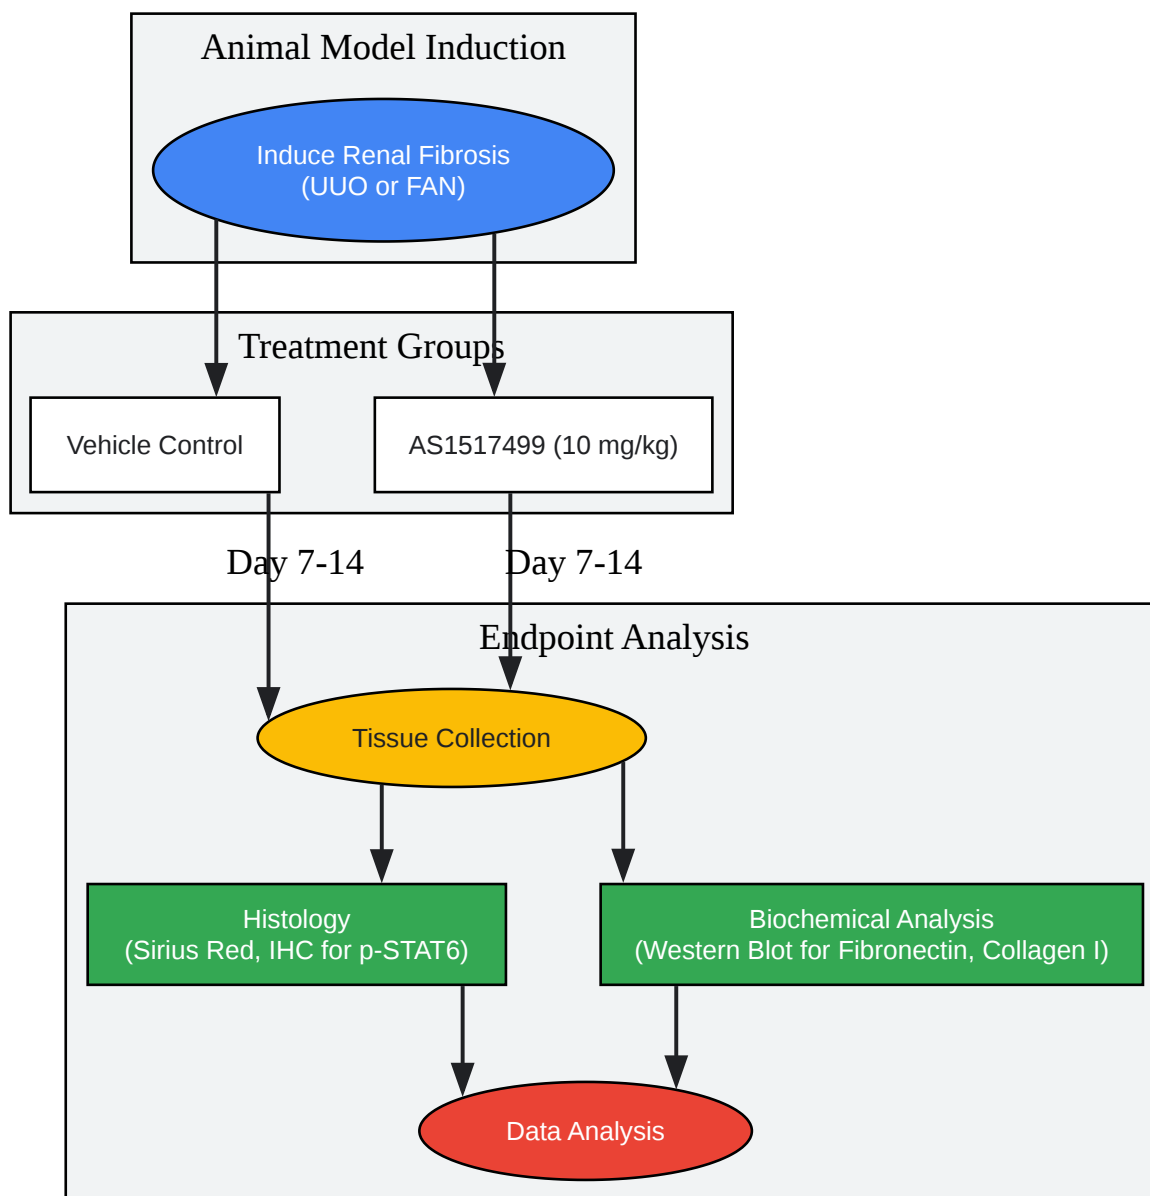 Animal Model Induction
Induce Renal Fibrosis
(UUO or FAN)
Treatment Groups
Vehicle Control
AS1517499 (10 mg/kg)
Day 7-14
Day 7-14
Endpoint Analysis
Tissue Collection
Histology
(Sirius Red, IHC for p-STAT6)
Biochemical Analysis
(Western Blot for Fibronectin, Collagen I)
Data Analysis